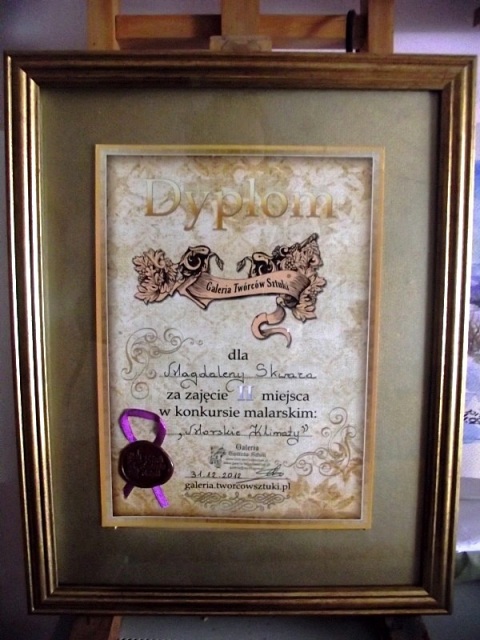 Dyplom
Galeria Twórców Sztuki
dla
Magdaleny Skiraza
za zajęcie II miejsca
w konkursie malarskim:
„Morskie Klimaty”
Galeria
Twórców Sztuki
31.12.2012
galeria.tworcowsztuki.pl